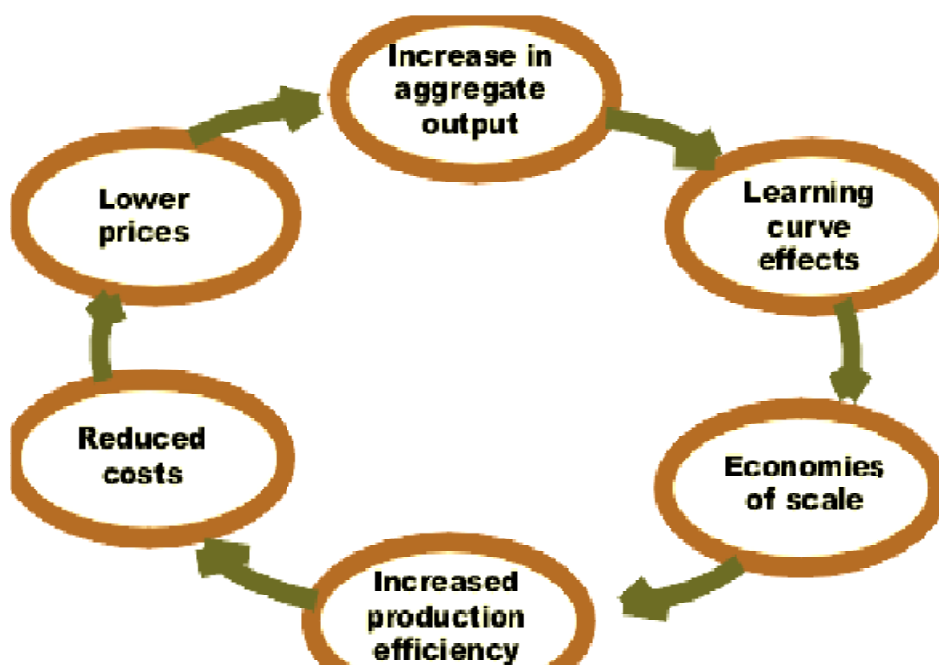 Increase in
aggregate
output
Learning
curve
effects
Economies
of scale
Increased
production
efficiency
Reduced
costs
Lower
prices